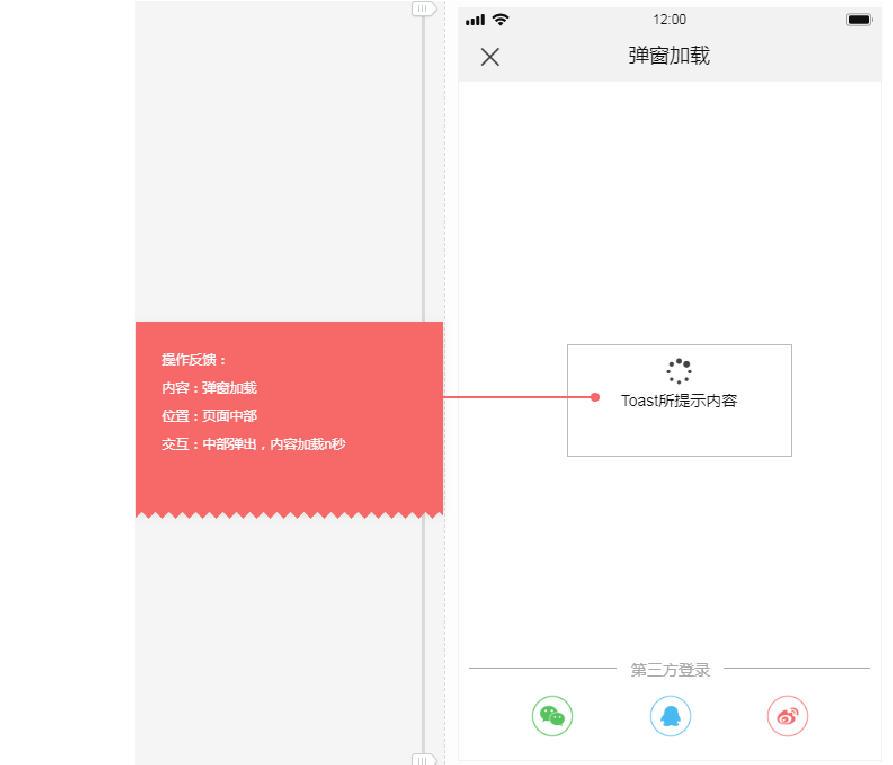 12:00
弹窗加载
操作反馈：
内容：弹窗加载
位置：页面中部
交互：中部弹出，内容加载n秒
Toast所提示内容
第三方登录